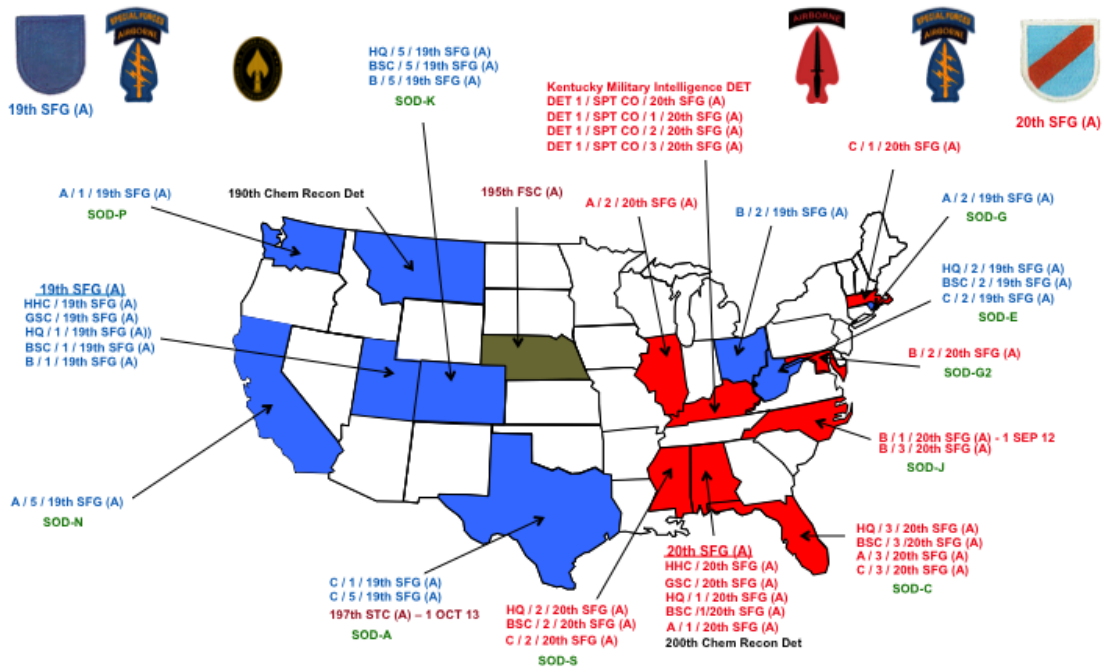 SPECIAL FORCES
AIRBORNE
19th SFG (A)
AIRBORNE
SPECIAL FORCES
AIRBORNE
20th SFG (A)
HQ / 5 / 19th SFG (A)
BSC / 5 / 19th SFG (A)
B / 5 / 19th SFG (A)
SOD-K
Kentucky Military Intelligence DET
DET 1 / SPT CO / 20th SFG (A)
DET 1 / SPT CO / 1 / 20th SFG (A)
DET 1 / SPT CO / 2 / 20th SFG (A)
DET 1 / SPT CO / 3 / 20th SFG (A)
C / 1 / 20th SFG (A)
A / 1 / 19th SFG (A)
SOD-P
190th Chem Recon Det
195th FSC (A)
A / 2 / 20th SFG (A)
B / 2 / 19th SFG (A)
A / 2 / 19th SFG (A)
SOD-G
19th SFG (A)
HHC / 19th SFG (A)
GSC / 19th SFG (A)
HQ / 1 / 19th SFG (A))
BSC / 1 / 19th SFG (A)
B / 1 / 19th SFG (A)
HQ / 2 / 19th SFG (A)
BSC / 2 / 19th SFG (A)
C / 2 / 19th SFG (A)
SOD-E
B / 2 / 20th SFG (A)
SOD-G2
B / 1 / 20th SFG (A) - 1 SEP 12
B / 3 / 20th SFG (A)
SOD-J
A / 5 / 19th SFG (A)
SOD-N
HQ / 3 / 20th SFG (A)
BSC / 3 /20th SFG (A)
A / 3 / 20th SFG (A)
C / 3 / 20th SFG (A)
SOD-C
C / 1 / 19th SFG (A)
C / 5 / 19th SFG (A)
197th STC (A) – 1 OCT 13
SOD-A
HQ / 2 / 20th SFG (A)
BSC / 2 / 20th SFG (A)
C / 2 / 20th SFG (A)
SOD-S
20th SFG (A)
HHC / 20th SFG (A)
GSC / 20th SFG (A)
HQ / 1 / 20th SFG (A)
BSC /1/20th SFG (A)
A / 1 / 20th SFG (A)
200th Chem Recon Det